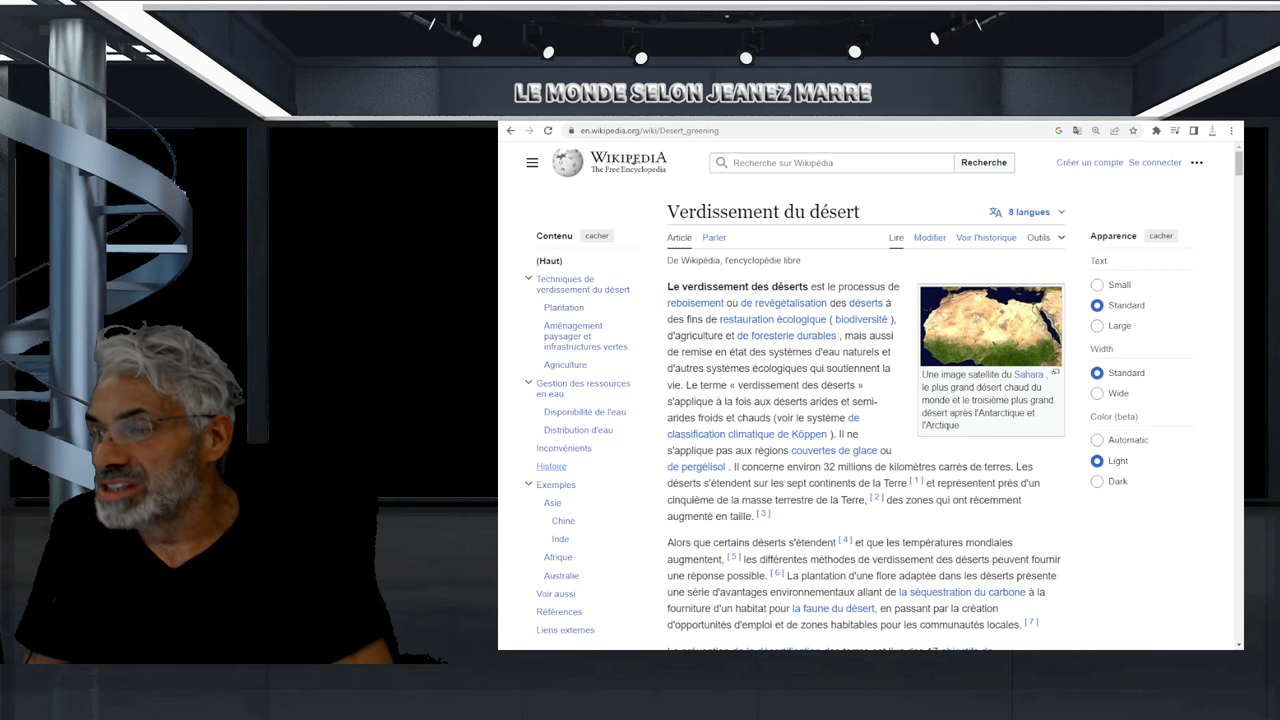 LE MONDE SELON JEANEZ MARRE
en.wikipedia.org/wiki/Desert_greening
WIKIPEDIA
The Free Encyclopedia
Recherche sur Wikipédia
Recherche
Créer un compte Se connecter
Contenu cacher
(Haut)
Techniques de
verdissement du désert
Plantation
Aménagement
paysager et
infrastructures vertes
Agriculture
Gestion des ressources
en eau
Disponibilité de l'eau
Distribution d'eau
Inconvénients
Histoire
Exemples
Asie
Chine
Inde
Afrique
Australie
Voir aussi
Références
Liens externes
Verdissement du désert
8 langues
Article Parler
Lire Modifier Voir l'historique Outils
De Wikipédia, l'encyclopédie libre
Le verdissement des déserts est le processus de
reboisement ou de revégétalisation des déserts à
des fins de restauration écologique ( biodiversité ),
d'agriculture et de foresterie durables , mais aussi
de remise en état des systèmes d'eau naturels et
d'autres systèmes écologiques qui soutiennent la
vie. Le terme « verdissement des déserts »
s'applique à la fois aux déserts arides et semi-
arides froids et chauds (voir le système de
classification climatique de Köppen ). Il ne
s'applique pas aux régions couvertes de glace ou
de pergélisol . Il concerne environ 32 millions de kilomètres carrés de terres. Les
déserts s'étendent sur les sept continents de la Terre [ 1 ] et représentent près d'un
cinquième de la masse terrestre de la Terre, [ 2 ] des zones qui ont récemment
augmenté en taille. [ 3 ]
Alors que certains déserts s'étendent [ 4 ] et que les températures mondiales
augmentent, [ 5 ] les différentes méthodes de verdissement des déserts peuvent fournir
une réponse possible. [ 6 ] La plantation d'une flore adaptée dans les déserts présente
une série d'avantages environnementaux allant de la séquestration du carbone à la
fourniture d'un habitat pour la faune du désert, en passant par la création
d'opportunités d'emploi et de zones habitables pour les communautés locales. [ 7 ]
Une image satellite du Sahara ,
le plus grand désert chaud du
monde et le troisième plus grand
désert après l'Antarctique et
l'Arctique
Apparence cacher
Text
Small
Standard
Large
Width
Standard
Wide
Color (beta)
Automatic
Light
Dark